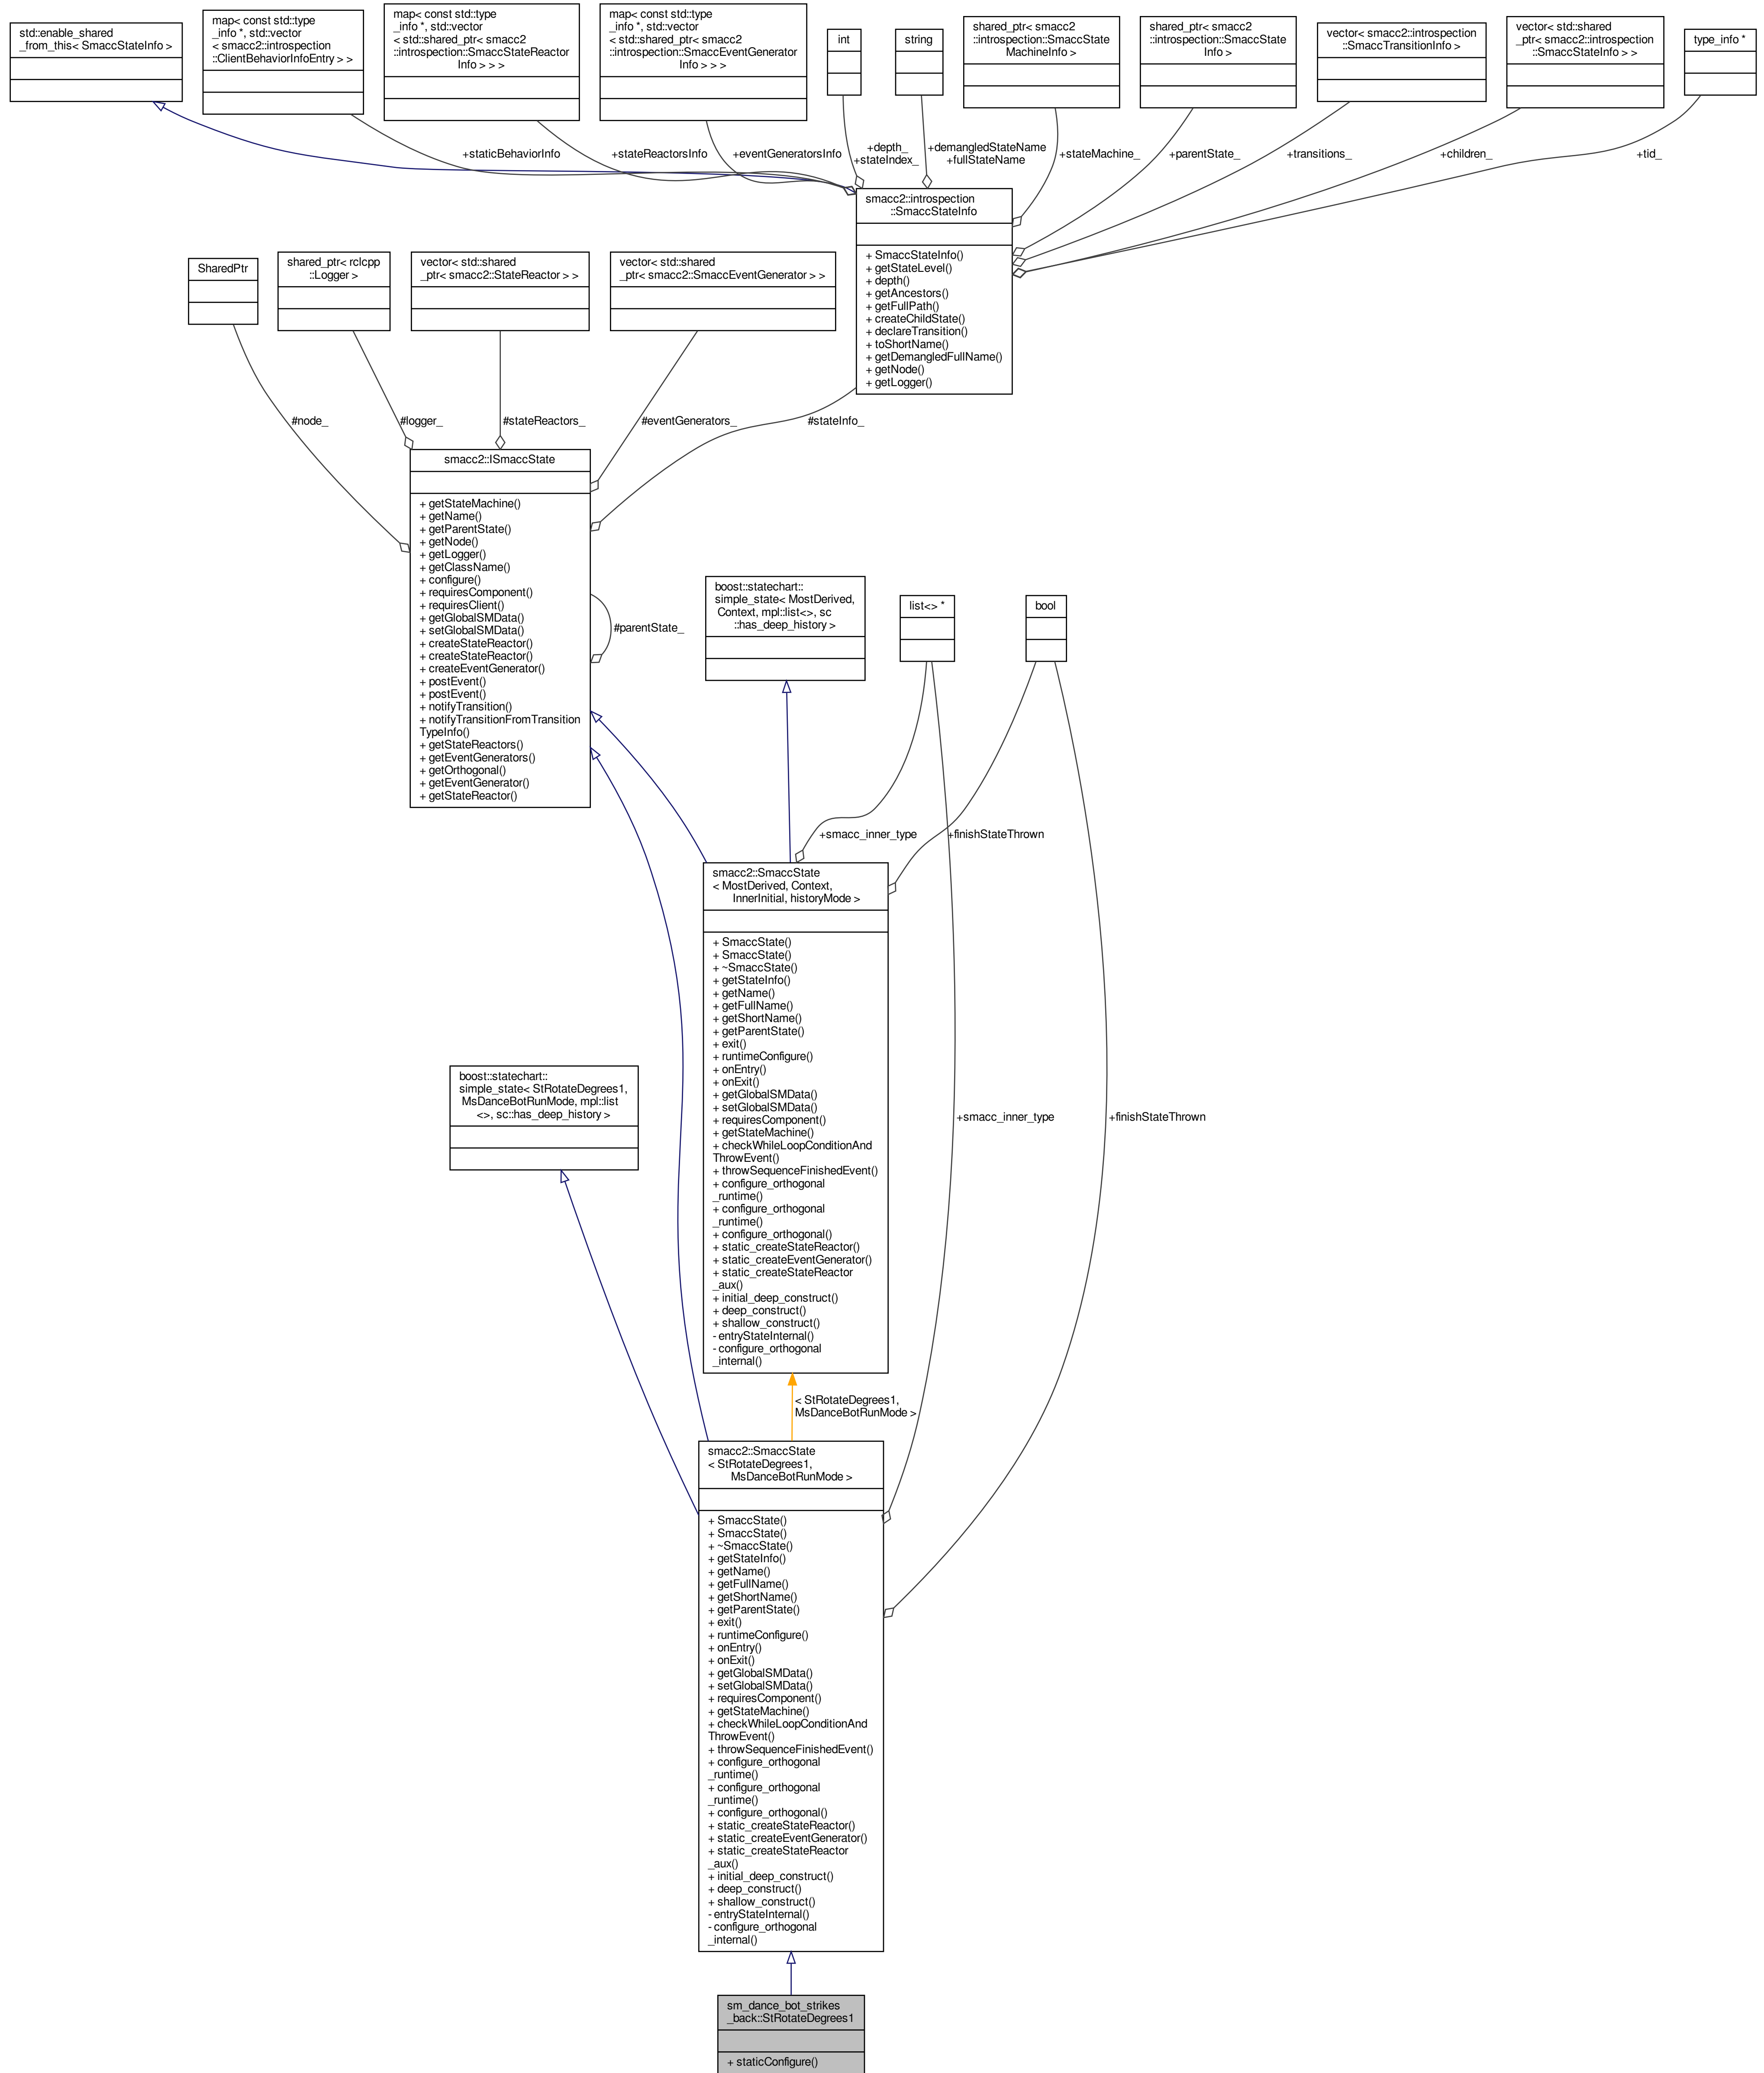 std::enable_shared
_from_this< SmaccStateInfo >
map< const std::type
_info *, std::vector
< smacc2::introspection
::ClientBehaviorInfoEntry > >
map< const std::type
_info *, std::vector
< std::shared_ptr< smacc2
::introspection::SmaccStateReactor
Info > > >
map< const std::type
_info *, std::vector
< std::shared_ptr< smacc2
::introspection::SmaccEventGenerator
Info > > >
int
string
shared_ptr< smacc2
::introspection::SmaccState
MachineInfo >
shared_ptr< smacc2
::introspection::SmaccState
Info >
vector< smacc2::introspection
::SmaccTransitionInfo >
vector< std::shared
_ptr< smacc2::introspection
::SmaccStateInfo > >
type_info *
+staticBehaviorInfo
+stateReactorsInfo
+eventGeneratorsInfo
+depth_
+stateIndex_
+demangledStateName
+fullStateName
+stateMachine_
+parentState_
+transitions_
+children_
+tid_
smacc2::introspection
::SmaccStateInfo
+ SmaccStateInfo()
+ getStateLevel()
+ depth()
+ getAncestors()
+ getFullPath()
+ createChildState()
+ declareTransition()
+ toShortName()
+ getDemangledFullName()
+ getNode()
+ getLogger()
SharedPtr
shared_ptr< rclcpp
::Logger >
vector< std::shared
_ptr< smacc2::StateReactor > >
vector< std::shared
_ptr< smacc2::SmaccEventGenerator > >
#node_
#logger_
#stateReactors_
#eventGenerators_
#stateInfo_
smacc2::ISmaccState
+ getStateMachine()
+ getName()
+ getParentState()
+ getNode()
+ getLogger()
+ getClassName()
+ configure()
+ requiresComponent()
+ requiresClient()
+ getGlobalSMData()
+ setGlobalSMData()
+ createStateReactor()
+ createStateReactor()
+ createEventGenerator()
+ postEvent()
+ postEvent()
+ notifyTransition()
+ notifyTransitionFromTransition
TypeInfo()
+ getStateReactors()
+ getEventGenerators()
+ getOrthogonal()
+ getEventGenerator()
+ getStateReactor()
#parentState_
boost::statechart::
simple_state< MostDerived,
Context, mpl::list<>, sc
::has_deep_history >
list<> *
bool
+smacc_inner_type
+finishStateThrown
smacc2::SmaccState
< MostDerived, Context,
InnerInitial, historyMode >
+ SmaccState()
+ SmaccState()
+ ~SmaccState()
+ getStateInfo()
+ getName()
+ getFullName()
+ getShortName()
+ getParentState()
+ exit()
+ runtimeConfigure()
+ onEntry()
+ onExit()
+ getGlobalSMData()
+ setGlobalSMData()
+ requiresComponent()
+ getStateMachine()
+ checkWhileLoopConditionAnd
ThrowEvent()
+ throwSequenceFinishedEvent()
+ configure_orthogonal
_runtime()
+ configure_orthogonal
_runtime()
+ configure_orthogonal()
+ static_createStateReactor()
+ static_createEventGenerator()
+ static_createStateReactor
_aux()
+ initial_deep_construct()
+ deep_construct()
+ shallow_construct()
- entryStateInternal()
- configure_orthogonal
_internal()
boost::statechart::
simple_state< StRotateDegrees1,
MsDanceBotRunMode, mpl::list
<>, sc::has_deep_history >
+smacc_inner_type
+finishStateThrown
< StRotateDegrees1,
MsDanceBotRunMode >
smacc2::SmaccState
< StRotateDegrees1,
MsDanceBotRunMode >
+ SmaccState()
+ SmaccState()
+ ~SmaccState()
+ getStateInfo()
+ getName()
+ getFullName()
+ getShortName()
+ getParentState()
+ exit()
+ runtimeConfigure()
+ onEntry()
+ onExit()
+ getGlobalSMData()
+ setGlobalSMData()
+ requiresComponent()
+ getStateMachine()
+ checkWhileLoopConditionAnd
ThrowEvent()
+ throwSequenceFinishedEvent()
+ configure_orthogonal
_runtime()
+ configure_orthogonal
_runtime()
+ configure_orthogonal()
+ static_createStateReactor()
+ static_createEventGenerator()
+ static_createStateReactor
_aux()
+ initial_deep_construct()
+ deep_construct()
+ shallow_construct()
- entryStateInternal()
- configure_orthogonal
_internal()
sm_dance_bot_strikes
_back::StRotateDegrees1
+ staticConfigure()